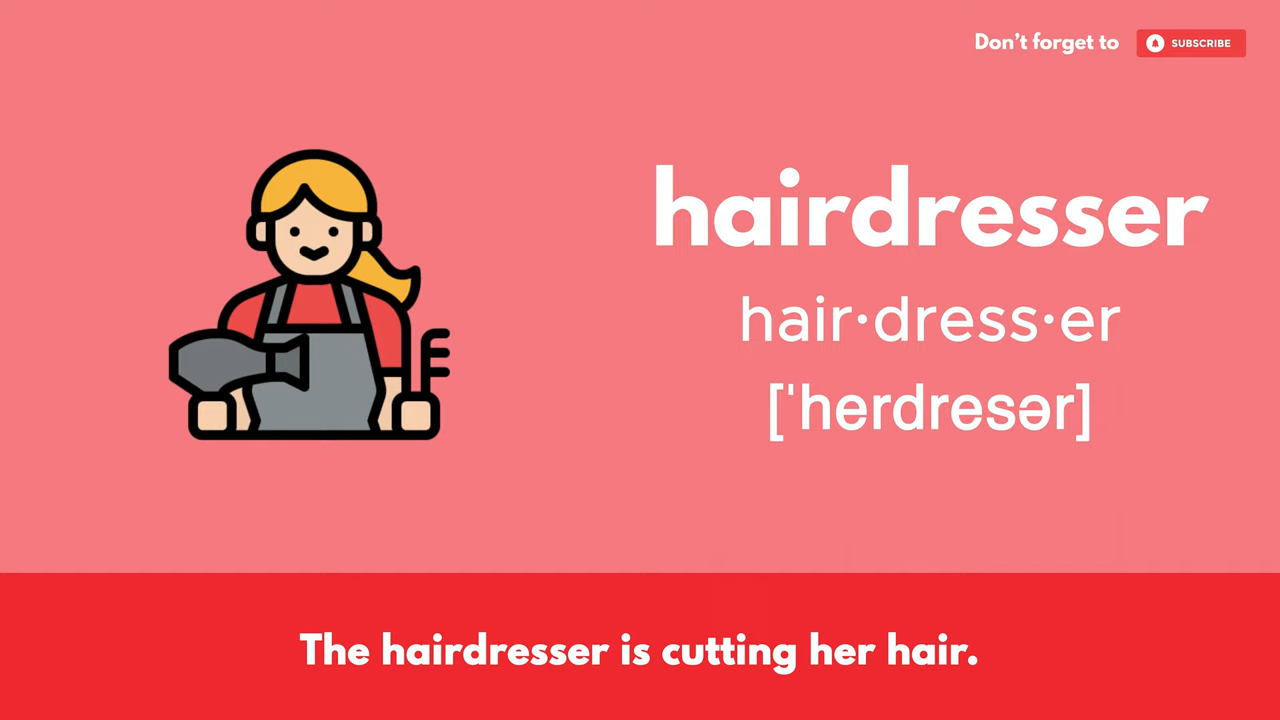 Don't forget to SUBSCRIBE
hairdresser
hair·dress·er
[ˈherdresər]
The hairdresser is cutting her hair.